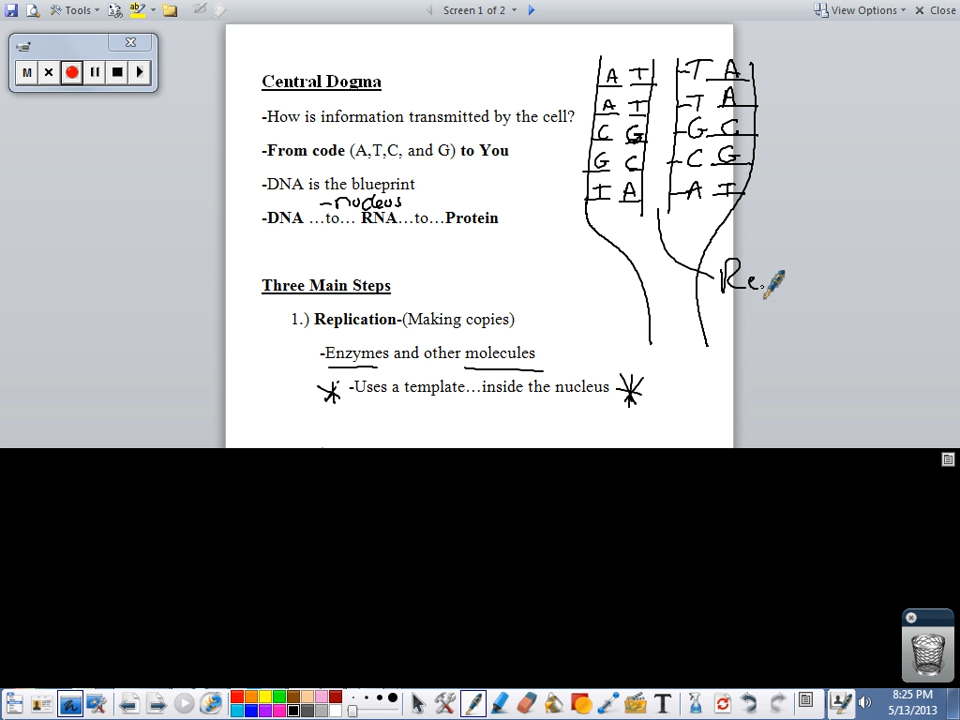 Tools
Screen 1 of 2
View Options
Close
M
Central Dogma
-How is information transmitted by the cell?
-From code (A,T,C, and G) to You
-DNA is the blueprint
-nucleus
-DNA …to… RNA…to…Protein
Three Main Steps
1.) Replication-(Making copies)
-Enzymes and other molecules
-Uses a template…inside the nucleus
A T T A
A T T A
C G G C
G C C G
I A A I
Re.
8:25 PM
5/13/2013